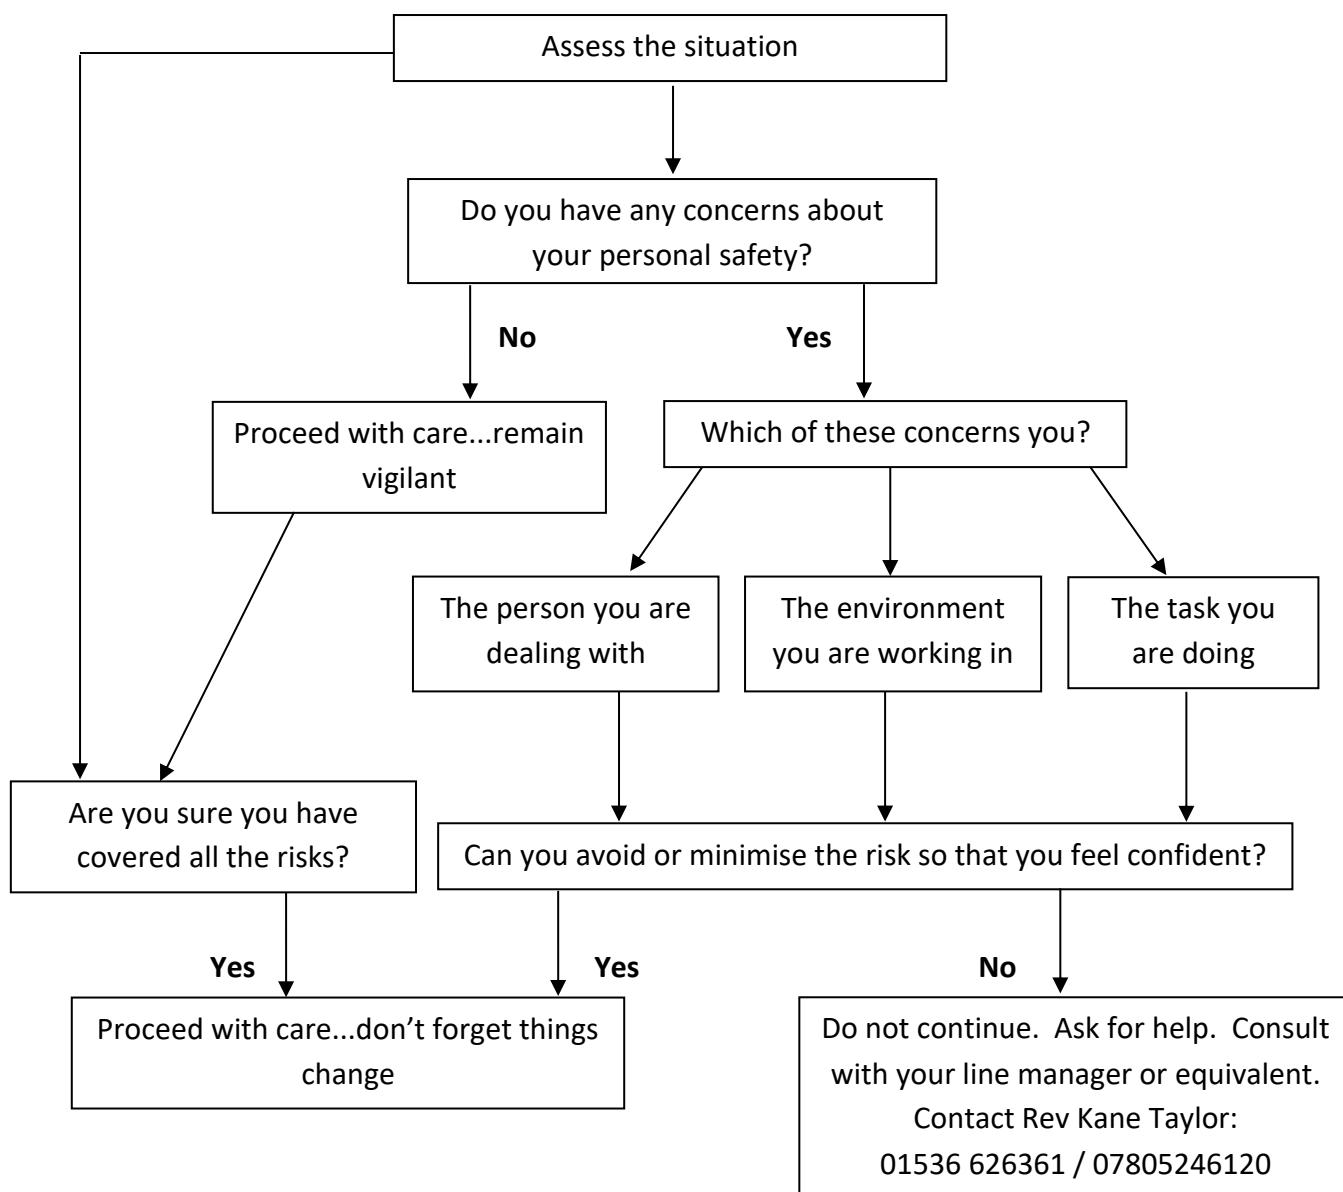 Assess the situation
Do you have any concerns about
your personal safety?
No
Yes
Proceed with care...remain
vigilant
Which of these concerns you?
The person you are
dealing with
The environment
you are working in
The task you
are doing
Are you sure you have
covered all the risks?
Can you avoid or minimise the risk so that you feel confident?
Yes
Yes
No
Proceed with care...don’t forget things
change
Do not continue.  Ask for help.  Consult
with your line manager or equivalent.
Contact Rev Kane Taylor:
01536 626361 / 07805246120